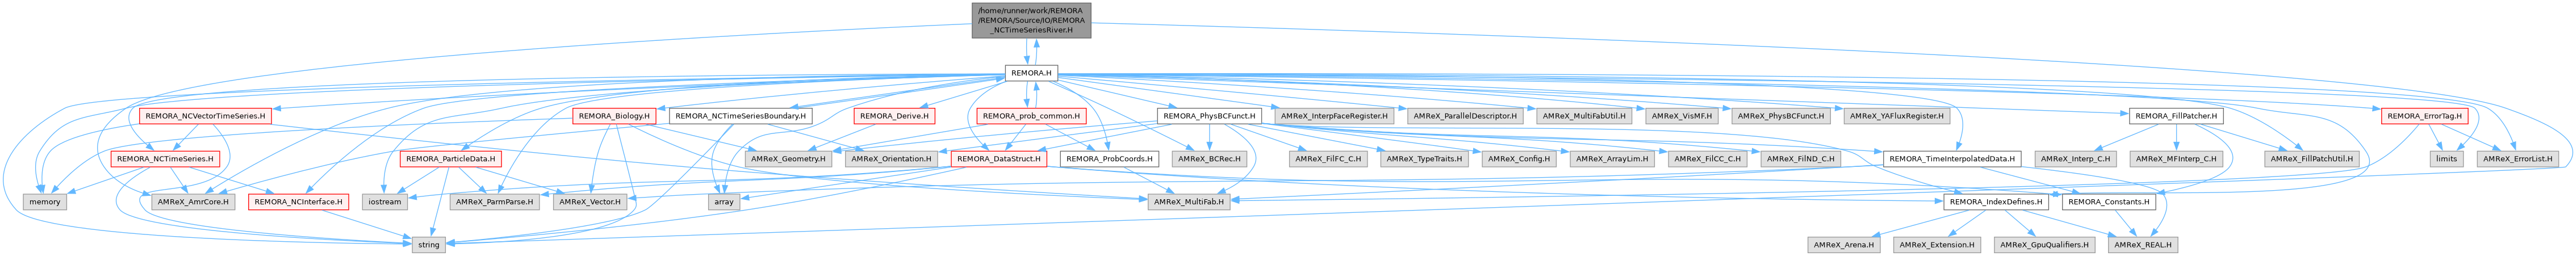 /home/runner/work/REMORA
/REMORA/Source/IO/REMORA
_NCTimeSeriesRiver.H
REMORA.H
REMORA_NCVectorTimeSeries.H
REMORA_Biology.H
REMORA_NCTimeSeriesBoundary.H
REMORA_Derive.H
REMORA_prob_common.H
REMORA_PhysBCFunct.H
AMReX_InterpFaceRegister.H
AMReX_ParallelDescriptor.H
AMReX_MultiFabUtil.H
AMReX_VisMF.H
AMReX_PhysBCFunct.H
AMReX_YAFluxRegister.H
REMORA_FillPatcher.H
REMORA_ErrorTag.H
REMORA_NCTimeSeries.H
REMORA_ParticleData.H
AMReX_Geometry.H
AMReX_Orientation.H
REMORA_DataStruct.H
REMORA_ProbCoords.H
AMReX_BCRec.H
AMReX_FilFC_C.H
AMReX_TypeTraits.H
AMReX_Config.H
AMReX_ArrayLim.H
AMReX_FilCC_C.H
AMReX_FilND_C.H
REMORA_TimeInterpolatedData.H
AMReX_Interp_C.H
AMReX_MFInterp_C.H
AMReX_FillPatchUtil.H
limits
AMReX_ErrorList.H
memory
AMReX_AmrCore.H
REMORA_NCInterface.H
iostream
AMReX_ParmParse.H
AMReX_Vector.H
array
AMReX_MultiFab.H
REMORA_IndexDefines.H
REMORA_Constants.H
string
AMReX_Arena.H
AMReX_Extension.H
AMReX_GpuQualifiers.H
AMReX_REAL.H